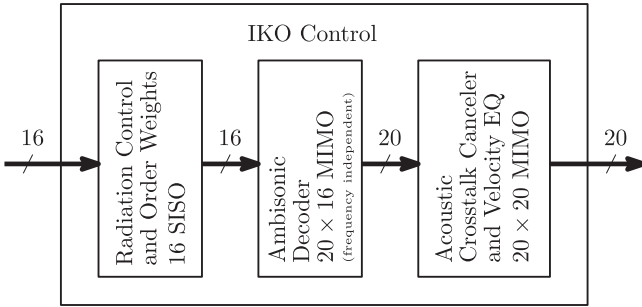 IKO Control
16
Radiation Control
and Order Weights
16 SISO
16
Ambisonic
Decoder
20 × 16 MIMO
(frequency independent)
20
Acoustic
Crosstalk Canceler
and Velocity EQ
20 × 20 MIMO
20